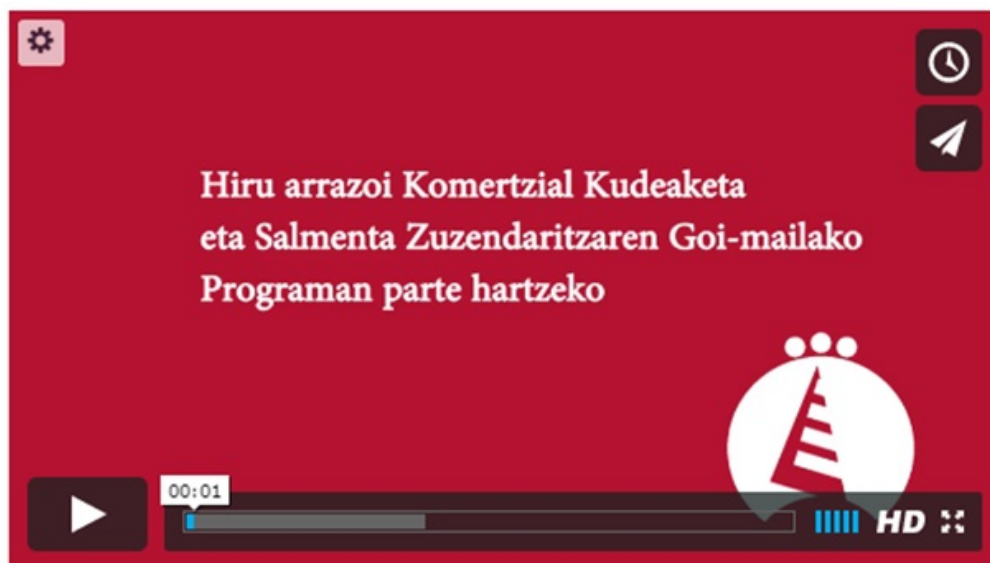 Hiru arrazoi Komertzial Kudeaketa
eta Salmenta Zuzendaritzaren Goi-mailako
Programan parte hartzeko
00:01
HD